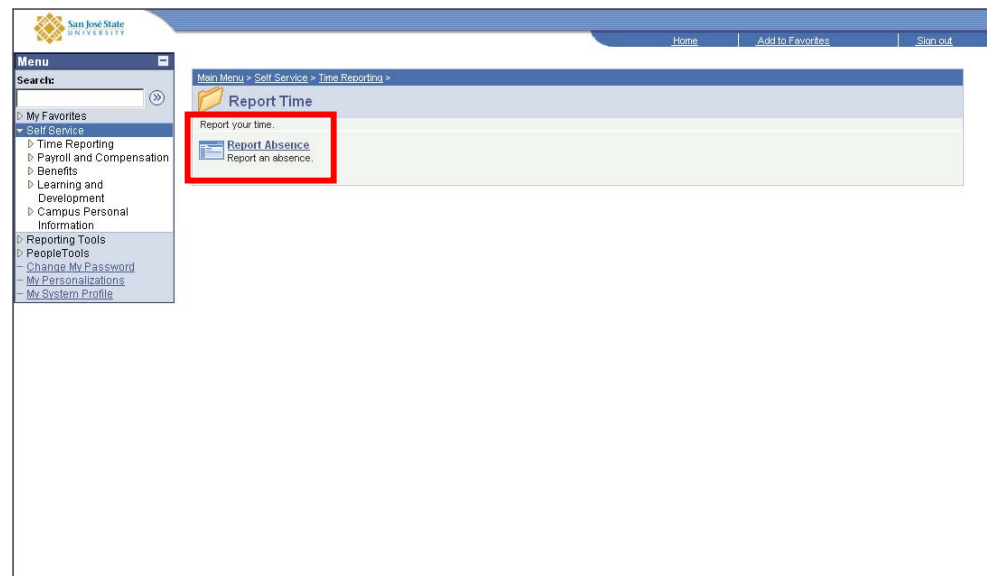 San José State
UNIVERSITY
Home
Add to Favorites
Sign out
Menu
Search:
My Favorites
Self Service
Time Reporting
Payroll and Compensation
Benefits
Learning and
Development
Campus Personal
Information
Reporting Tools
PeopleTools
Change My Password
My Personalizations
My System Profile
Main Menu > Self Service > Time Reporting >
Report Time
Report your time.
Report Absence
Report an absence.